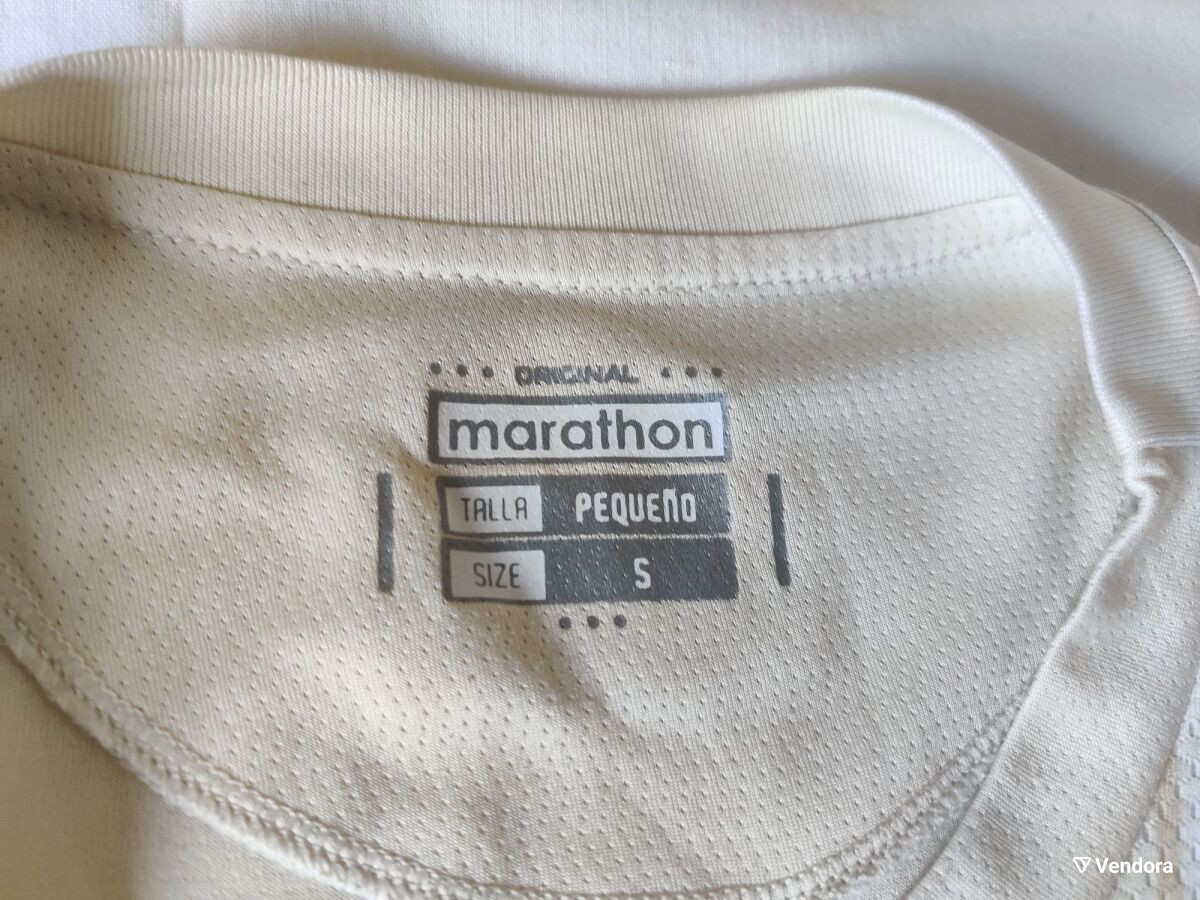 ORIGINAL
marathon
TALLA PEQUEÑO
SIZE S
Vendora